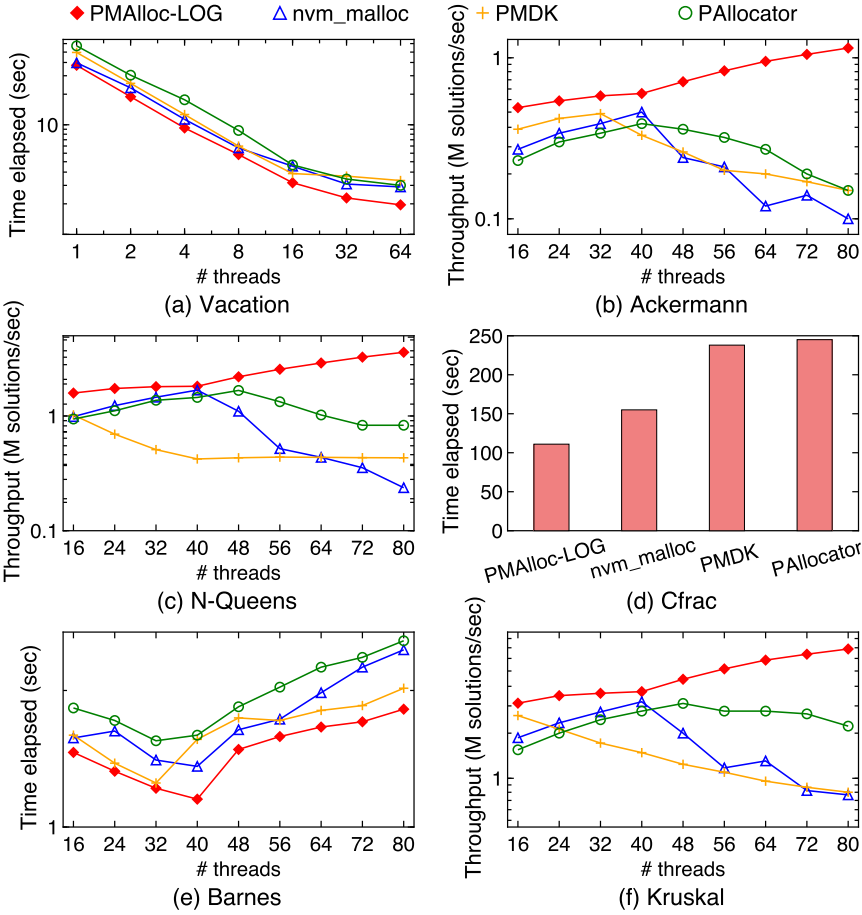 PMAlloc-LOG nvm_malloc PMDK PAllocator
Time elapsed (sec)
10
1 2 4 8 16 32 64
# threads
(a) Vacation
Throughput (M solutions/sec)
1
0.1
16 24 32 40 48 56 64 72 80
# threads
(b) Ackermann
Throughput (M solutions/sec)
1
0.1
16 24 32 40 48 56 64 72 80
# threads
(c) N-Queens
Time elapsed (sec)
250
200
150
100
50
0
PMAlloc-LOG nvm_malloc PMDK PAllocator
(d) Cfrac
Time elapsed (sec)
1
16 24 32 40 48 56 64 72 80
# threads
(e) Barnes
Throughput (M solutions/sec)
1
16 24 32 40 48 56 64 72 80
# threads
(f) Kruskal